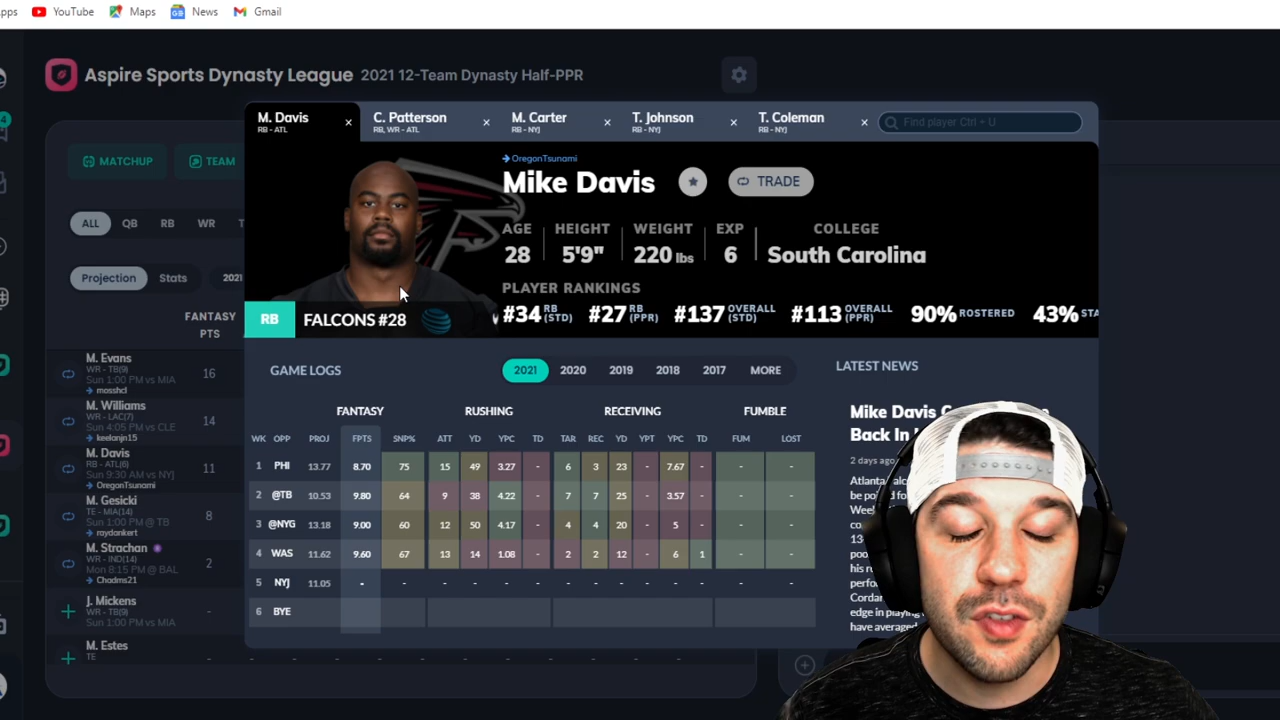 YouTube Maps News Gmail
Aspire Sports Dynasty League 2021 12-Team Dynasty Half-PPR
M. Davis
RB - ATL
C. Patterson
RB, WR - ATL
M. Carter
RB - NYJ
T. Johnson
RB - NYJ
T. Coleman
RB - NYJ
Find player Ctrl + U
MATCHUP TEAM
OregonTsunami
Mike Davis TRADE
AGE HEIGHT WEIGHT EXP COLLEGE
28 5'9" 220 lbs 6 South Carolina
PLAYER RANKINGS
#34 RB (STD) #27 RB (PPR) #137 OVERALL (STD) #113 OVERALL (PPR) 90% ROSTERED 43%
RB FALCONS #28
ALL QB RB WR
Projection Stats 2021
FANTASY
PTS
M. Evans
WR - TB(9)
Sun 1:00 PM vs MIA
mosshcl
16
M. Williams
WR - LAC(7)
Sun 4:05 PM vs CLE
keelanjn15
14
M. Davis
RB - ATL(6)
Sun 9:30 AM vs NYJ
OregonTsunami
11
M. Gesicki
TE - MIA(14)
Sun 1:00 PM @ TB
raydankert
8
M. Strachan
WR - IND(14)
Mon 8:15 PM @ BAL
Chadms21
2
J. Mickens
WR - TB(9)
Sun 1:00 PM vs MIA
-
M. Estes
TE
- - - - - - - -
GAME LOGS 2021 2020 2019 2018 2017 MORE
FANTASY RUSHING RECEIVING FUMBLE
WK OPP PROJ FPTS SNP% ATT YD YPC TD TAR REC YD YPT YPC TD FUM LOST
1 PHI 13.77 8.70 75 15 49 3.27 - 6 3 23 - 7.67 - - -
2 @TB 10.53 9.80 64 9 38 4.22 - 7 7 25 - 3.57 - - -
3 @NYG 13.18 9.00 60 12 50 4.17 - 4 4 20 - 5 - - -
4 WAS 11.62 9.60 67 13 14 1.08 - 2 2 12 - 6 1 - -
5 NYJ 11.05 - - - - - - - - - - - - - -
6 BYE
LATEST NEWS
Mike Davis
Back In
2 days ago
Atlanta
be
Week
his
Cordar
edge in playing
have averaged